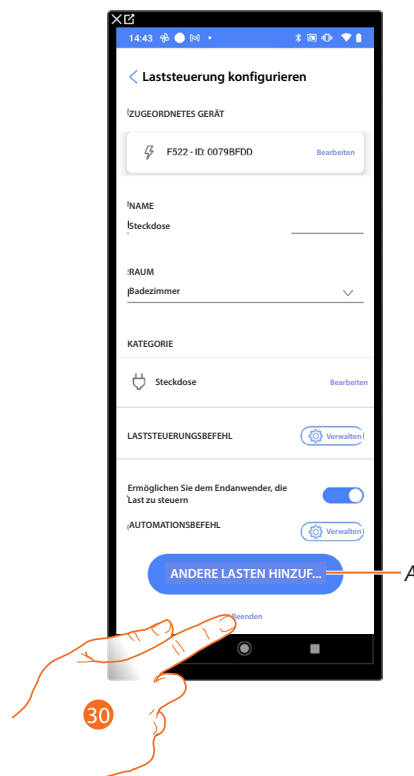 14:43
Laststeuerung konfigurieren
ZUGEORDNETES GERÄT
F522 - ID: 0079BFDD Bearbeiten
NAME
Steckdose
RAUM
Badezimmer
KATEGORIE
Steckdose Bearbeiten
LASTSTEUERUNGSBEFEHL Verwalten
Ermöglichen Sie dem Endanwender, die
Last zu steuern
AUTOMATIONSBEFEHL Verwalten
ANDERE LASTEN HINZUF... A
Beenden
30